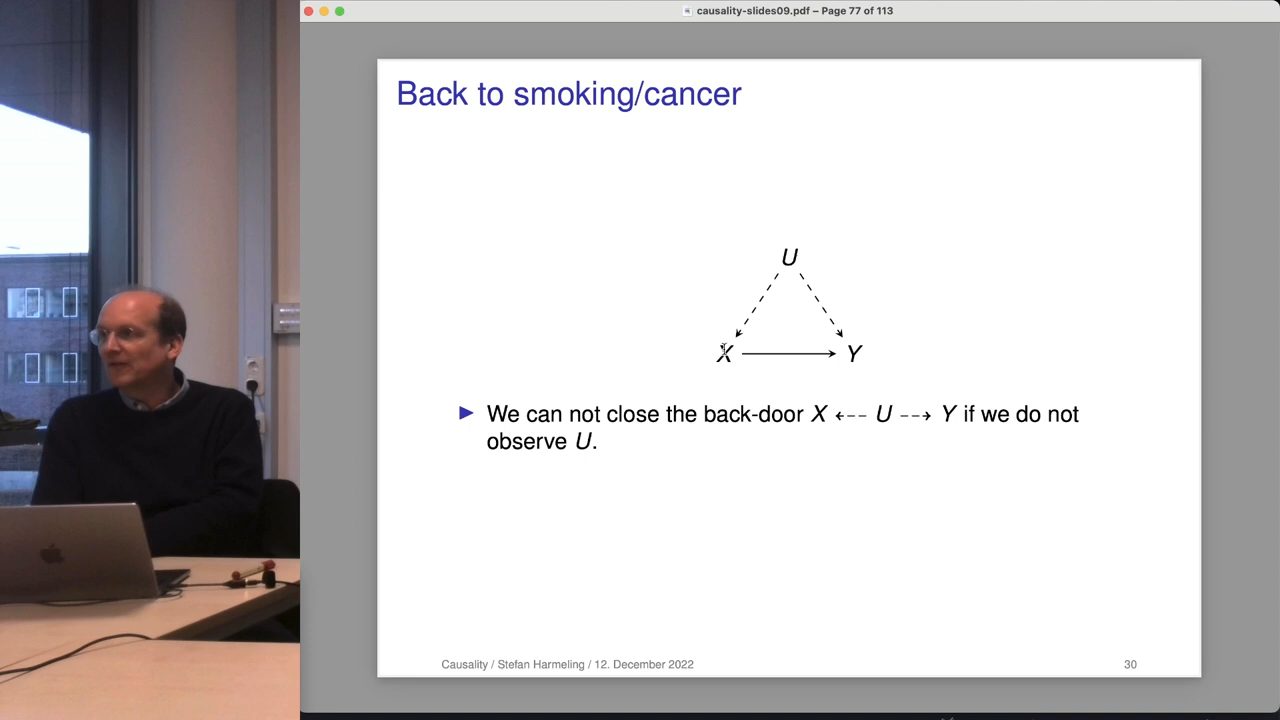 causality-slides09.pdf – Page 77 of 113
Back to smoking/cancer
U
X
Y
We can not close the back-door X ⇠ U ⇢ Y if we do not
observe U.
Causality / Stefan Harmeling / 12. December 2022
30